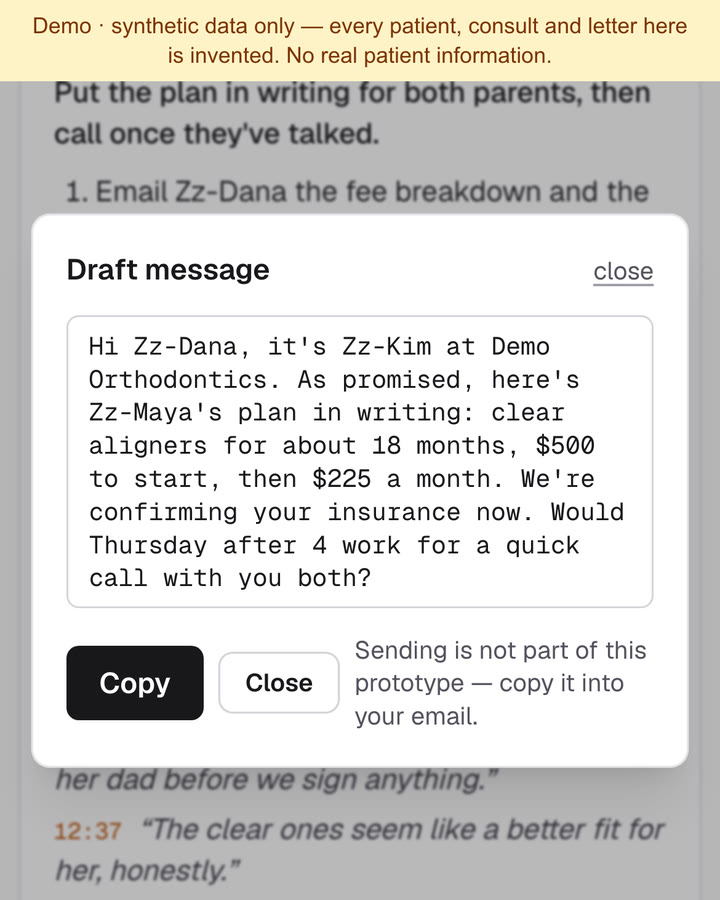 Demo · synthetic data only — every patient, consult and letter here
is invented. No real patient information.
Put the plan in writing for both parents, then
call once they've talked.
1. Email Zz-Dana the fee breakdown and the
Draft message
close
Hi Zz-Dana, it's Zz-Kim at Demo
Orthodontics. As promised, here's
Zz-Maya's plan in writing: clear
aligners for about 18 months, $500
to start, then $225 a month. We're
confirming your insurance now. Would
Thursday after 4 work for a quick
call with you both?
Copy
Close
Sending is not part of this
prototype — copy it into
your email.
her dad before we sign anything.”
12:37 “The clear ones seem like a better fit for
her, honestly.”